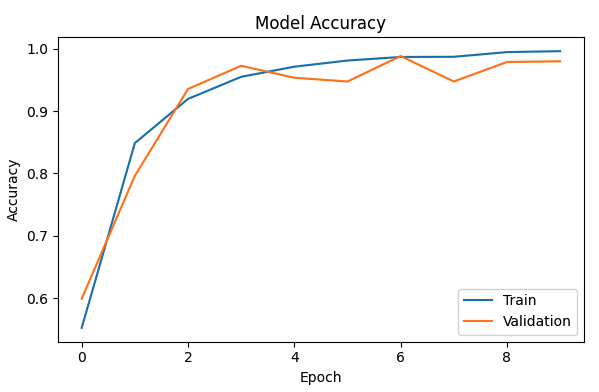 Model Accuracy
1.0
0.9
0.8
0.7
0.6
Accuracy
0 2 4 6 8
Epoch
Train
Validation